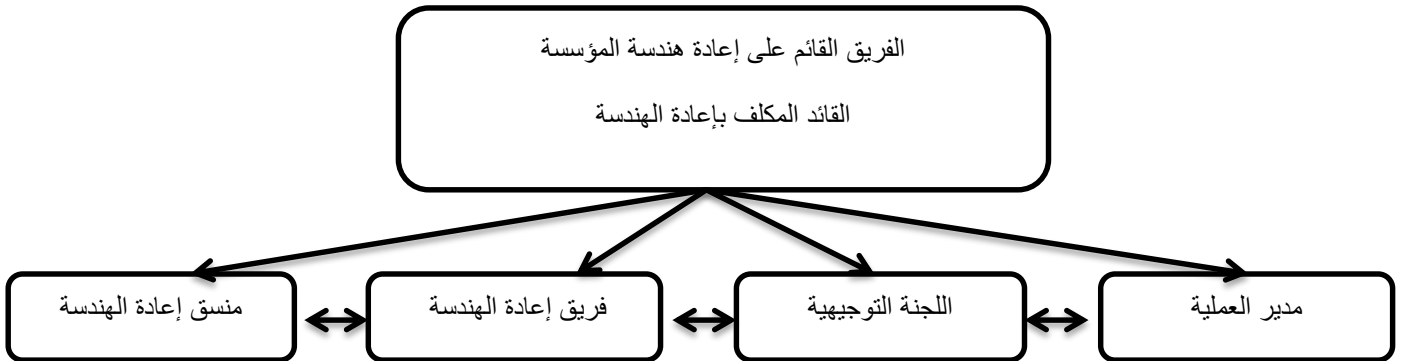 الفريق القائم على إعادة هندسة المؤسسة
القائد المكلف بإعادة الهندسة
مدير العملية
اللجنة التوجيهية
فريق إعادة الهندسة
منسق إعادة الهندسة